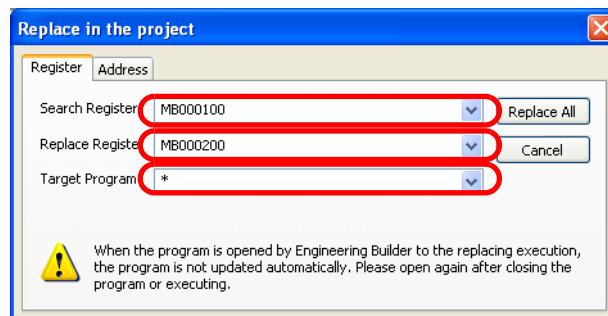 Replace in the project
Register Address
Search Register MB000100 Replace All
Replace Registe MB000200 Cancel
Target Program *
When the program is opened by Engineering Builder to the replacing execution,
the program is not updated automatically. Please open again after closing the
program or executing.